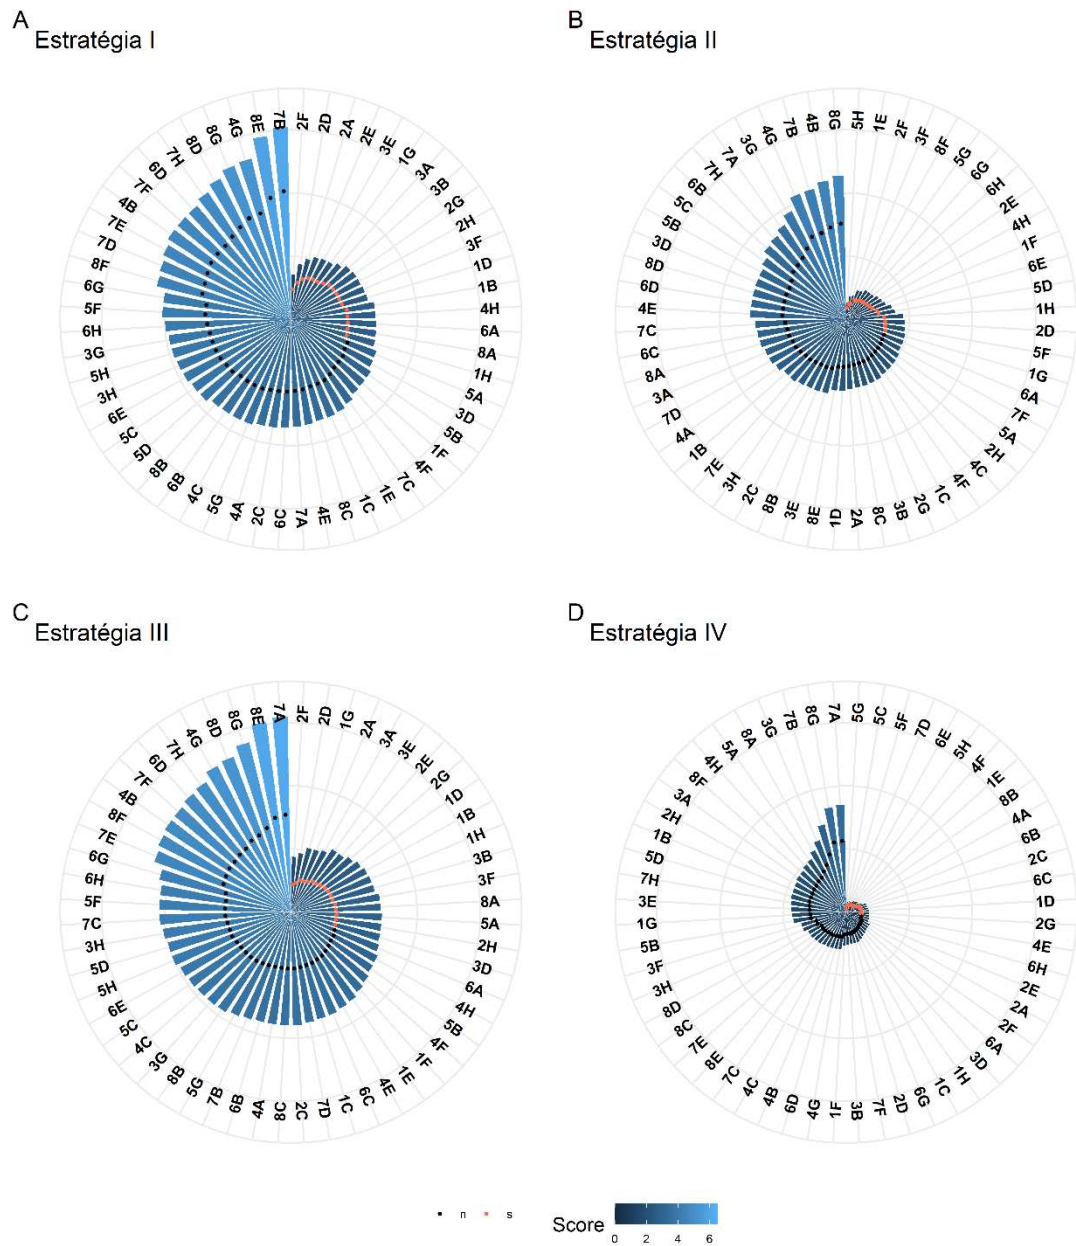 A
Estratégia I
2F 2D 2A 2E 3E 1G 3A 3B 2G 2H 3F 1D 1B 4H 6A 8A 1H 5A 3D 5B 1F 4F 7C 1E 1C 8C 4E 7A 6C 2C 4A 5G 4C 6B 8B 5D 5C 6E 3H 5H 3G 6H 5F 6G 8F 7D 7E 4B 7F 6D 7H 8D 8G 4G 8E 7B
B
Estratégia II
5H 1E 2F 3F 8F 5G 6G 6H 2E 4H 1F 6E 5D 1H 2D 5F 1G 6A 7F 5A 2H 4C 4F 1C 2G 3B 8C 2A 1D 8E 3E 8B 2C 3H 7E 1B 4A 7D 3A 8A 6C 7C 4E 6D 8D 3D 5B 5C 6B 7H 7A 3G 4G 7B 4B 8G
C
Estratégia III
2F 2D 1G 2A 3A 3E 2E 2G 1D 1B 1H 3B 3F 8A 5A 2H 3D 6A 4H 5B 4F 1F 1E 4E 6C 1C 7D 2C 8C 4A 6B 7B 5G 8B 3G 4C 5C 6E 5H 5D 3H 7C 5F 6H 6G 7E 8F 4B 7F 6D 7H 4G 8D 8G 8E 7A
D
Estratégia IV
5G 5C 5F 7D 6E 5H 4F 1E 8B 4A 6B 2C 6C 1D 2G 4E 6H 2E 2A 2F 6A 3D 1H 1C 6G 2D 7F 3B 1F 4G 6D 4B 4C 7C 8E 7E 8C 8D 3H 3F 5B 1G 3E 7H 5D 1B 2H 3A 8F 4H 5A 8A 3G 7B 8G 7A
n s
Score
0 2 4 6